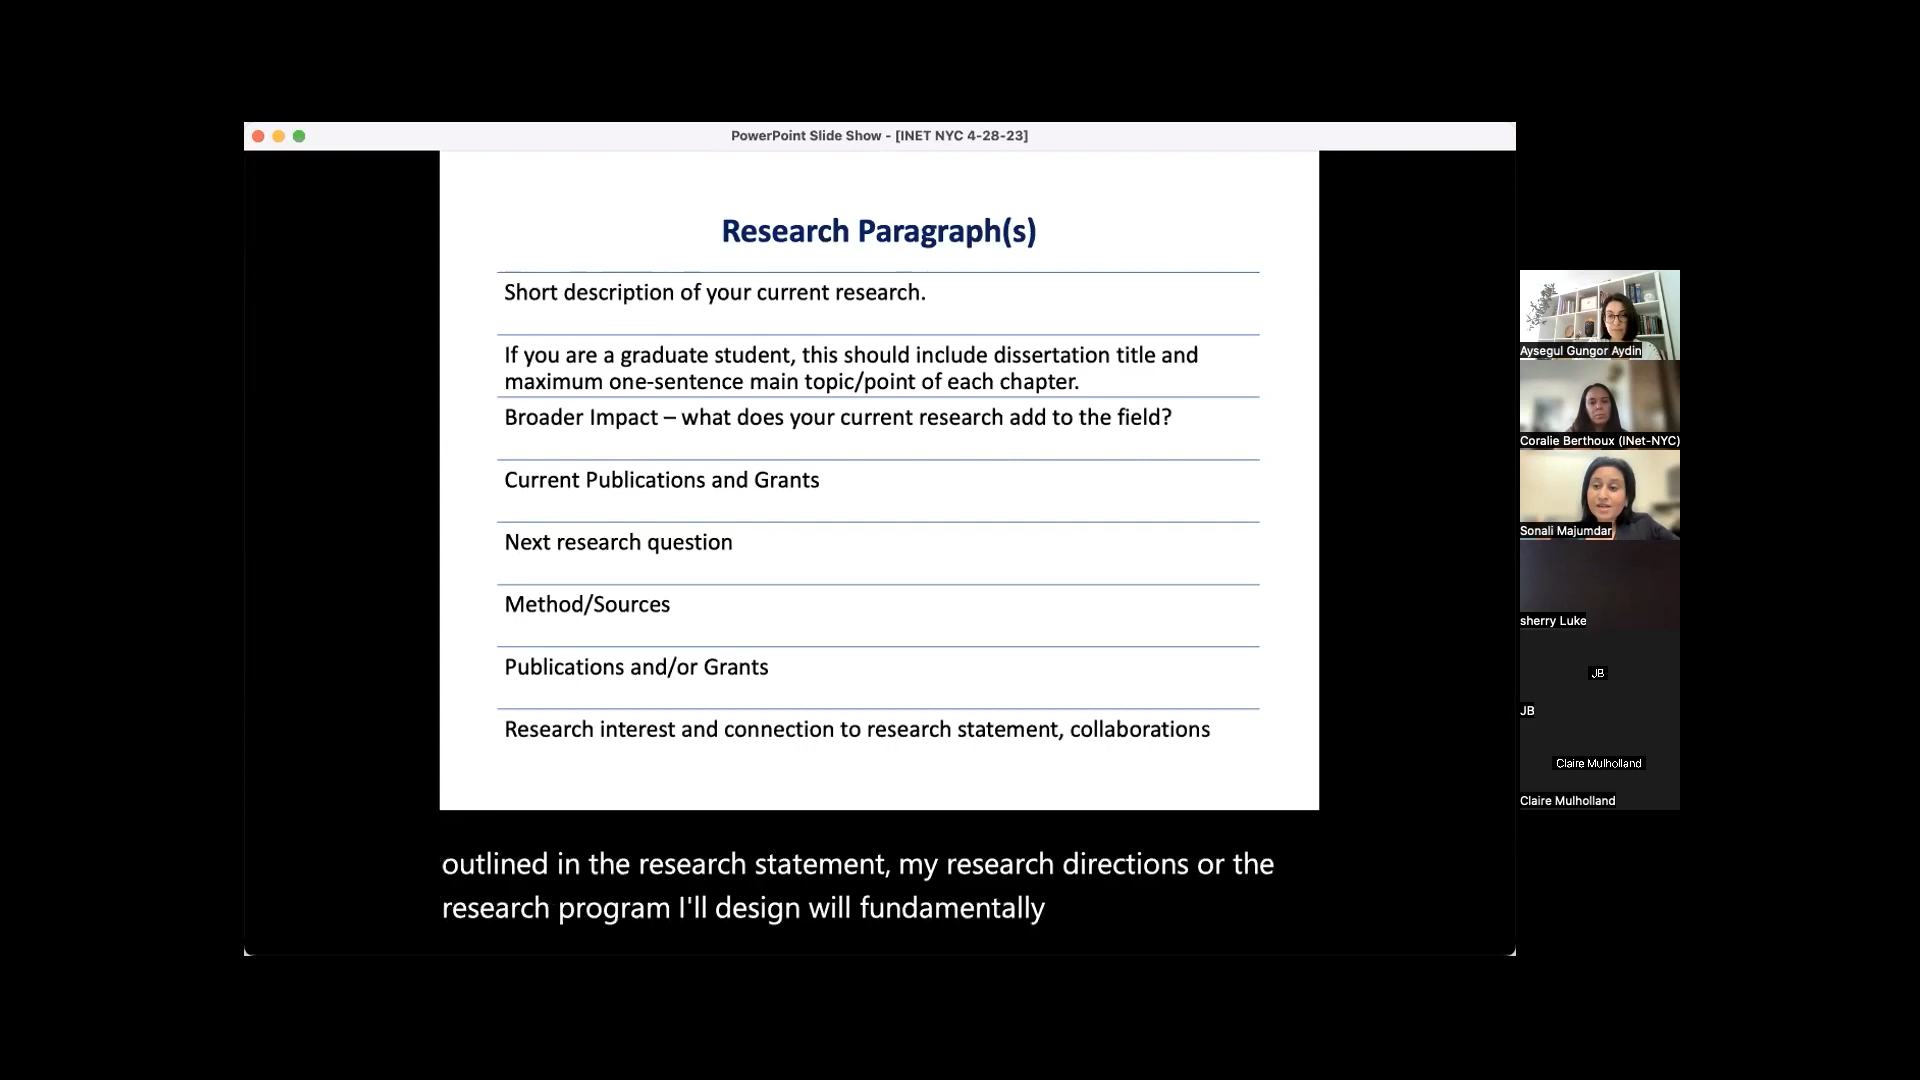 PowerPoint Slide Show - [INET NYC 4-28-23]
Research Paragraph(s)
Short description of your current research.
If you are a graduate student, this should include dissertation title and
maximum one-sentence main topic/point of each chapter.
Broader Impact – what does your current research add to the field?
Current Publications and Grants
Next research question
Method/Sources
Publications and/or Grants
Research interest and connection to research statement, collaborations
outlined in the research statement, my research directions or the
research program I'll design will fundamentally
Aysegul Gungor Aydin
Coralie Berthoux (INet-NYC)
Sonali Majumdar
sherry Luke
JB
JB
Claire Mulholland
Claire Mulholland